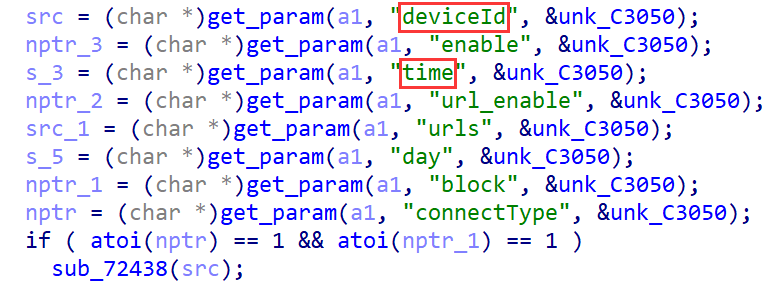 src = (char *)get_param(a1, "deviceId", &unk_C3050);
nptr_3 = (char *)get_param(a1, "enable", &unk_C3050);
s_3 = (char *)get_param(a1, "time", &unk_C3050);
nptr_2 = (char *)get_param(a1, "url_enable", &unk_C3050);
src_1 = (char *)get_param(a1, "urls", &unk_C3050);
s_5 = (char *)get_param(a1, "day", &unk_C3050);
nptr_1 = (char *)get_param(a1, "block", &unk_C3050);
nptr = (char *)get_param(a1, "connectType", &unk_C3050);
if ( atoi(nptr) == 1 && atoi(nptr_1) == 1 )
  sub_72438(src);